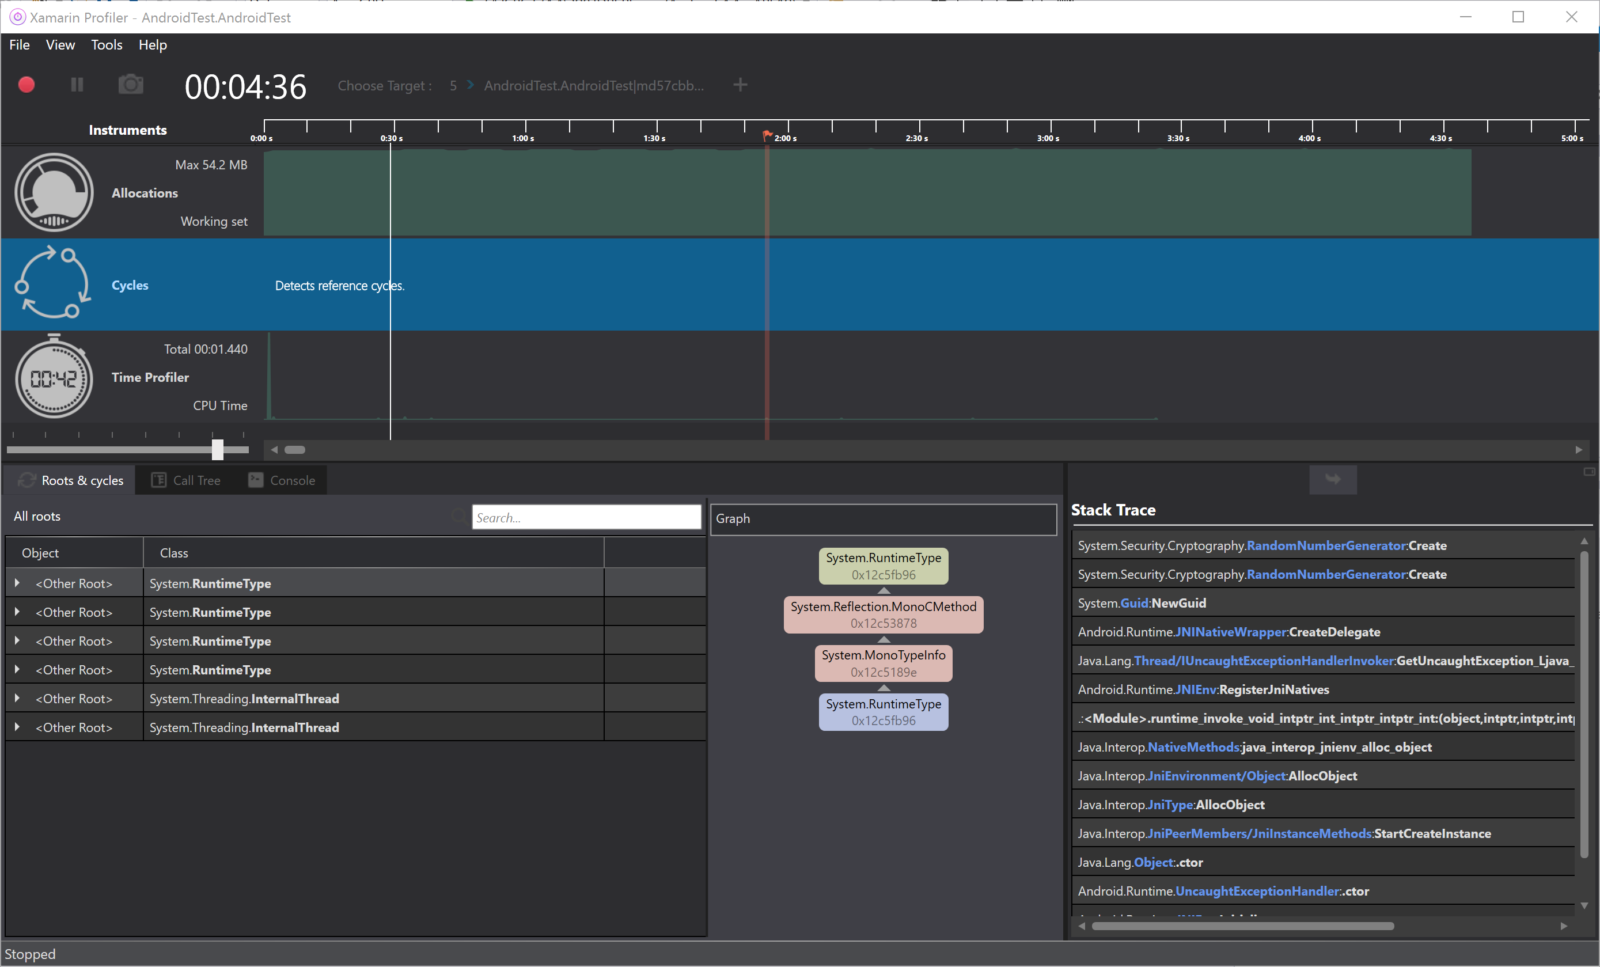 Xamarin Profiler - AndroidTest.AndroidTest
File View Tools Help
00:04:36 Choose Target : 5 AndroidTest.AndroidTest|md57cbb...
Instruments
0:00 s 0:30 s 1:00 s 1:30 s 2:00 s 2:30 s 3:00 s 3:30 s 4:00 s 4:30 s 5:00 s
Max 54.2 MB
Allocations
Working set
Cycles
Detects reference cycles.
Total 00:01.440
00:42
Time Profiler
CPU Time
Roots & cycles Call Tree Console
All roots
Search...
Object Class
<Other Root> System.RuntimeType
<Other Root> System.RuntimeType
<Other Root> System.RuntimeType
<Other Root> System.RuntimeType
<Other Root> System.Threading.InternalThread
<Other Root> System.Threading.InternalThread
Graph
System.RuntimeType
0x12c5fb96
System.Reflection.MonoCMethod
0x12c53878
System.MonoTypeInfo
0x12c5189e
System.RuntimeType
0x12c5fb96
Stack Trace
System.Security.Cryptography.RandomNumberGenerator:Create
System.Security.Cryptography.RandomNumberGenerator:Create
System.Guid:NewGuid
Android.Runtime.JNINativeWrapper:CreateDelegate
Java.Lang.Thread/IUncaughtExceptionHandlerInvoker:GetUncaughtException_Ljava_
Android.Runtime.JNIEnv:RegisterJniNatives
.:<Module>.runtime_invoke_void_intptr_int_intptr_intptr_int:(object,intptr,intptr,intp
Java.Interop.NativeMethods:java_interop_jnienv_alloc_object
Java.Interop.JniEnvironment/Object:AllocObject
Java.Interop.JniType:AllocObject
Java.Interop.JniPeerMembers/JniInstanceMethods:StartCreateInstance
Java.Lang.Object:.ctor
Android.Runtime.UncaughtExceptionHandler:.ctor
Stopped